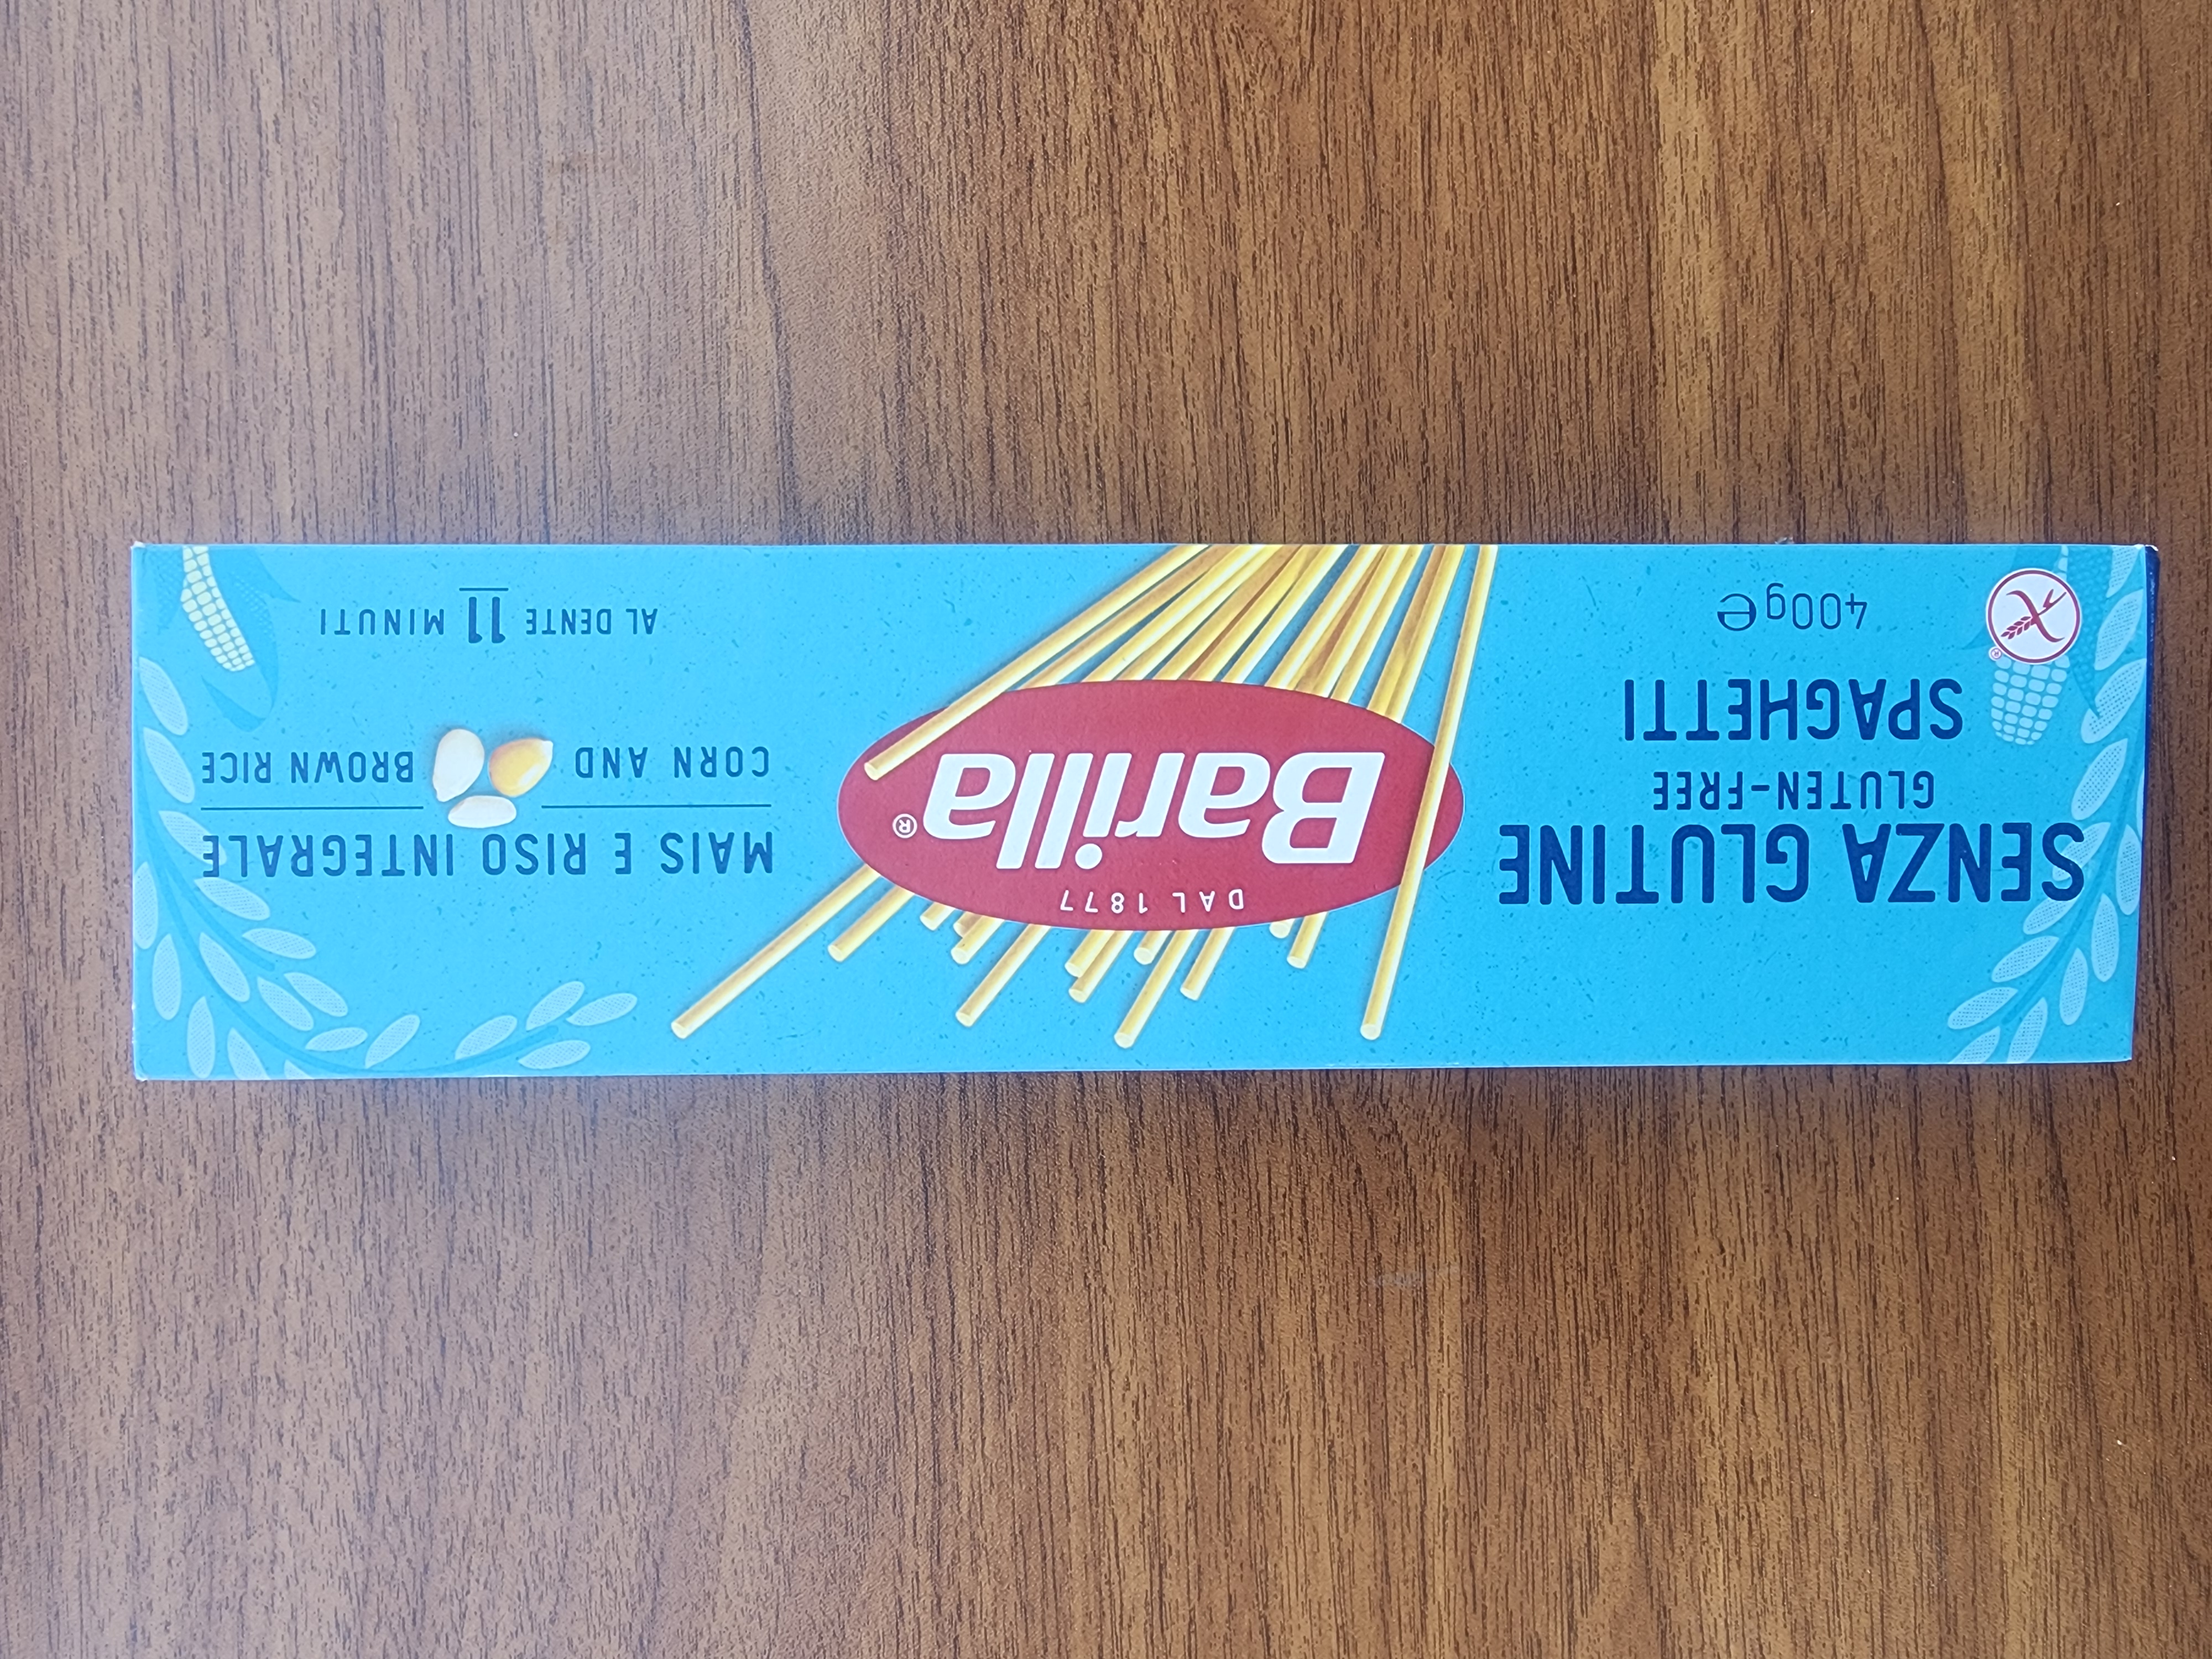 SENZA GLUTINE
GLUTEN-FREE
SPAGHETTI
400g e
DAL 1877
Barilla®
MAIS E RISO INTEGRALE
CORN AND BROWN RICE
AL DENTE 11 MINUTI